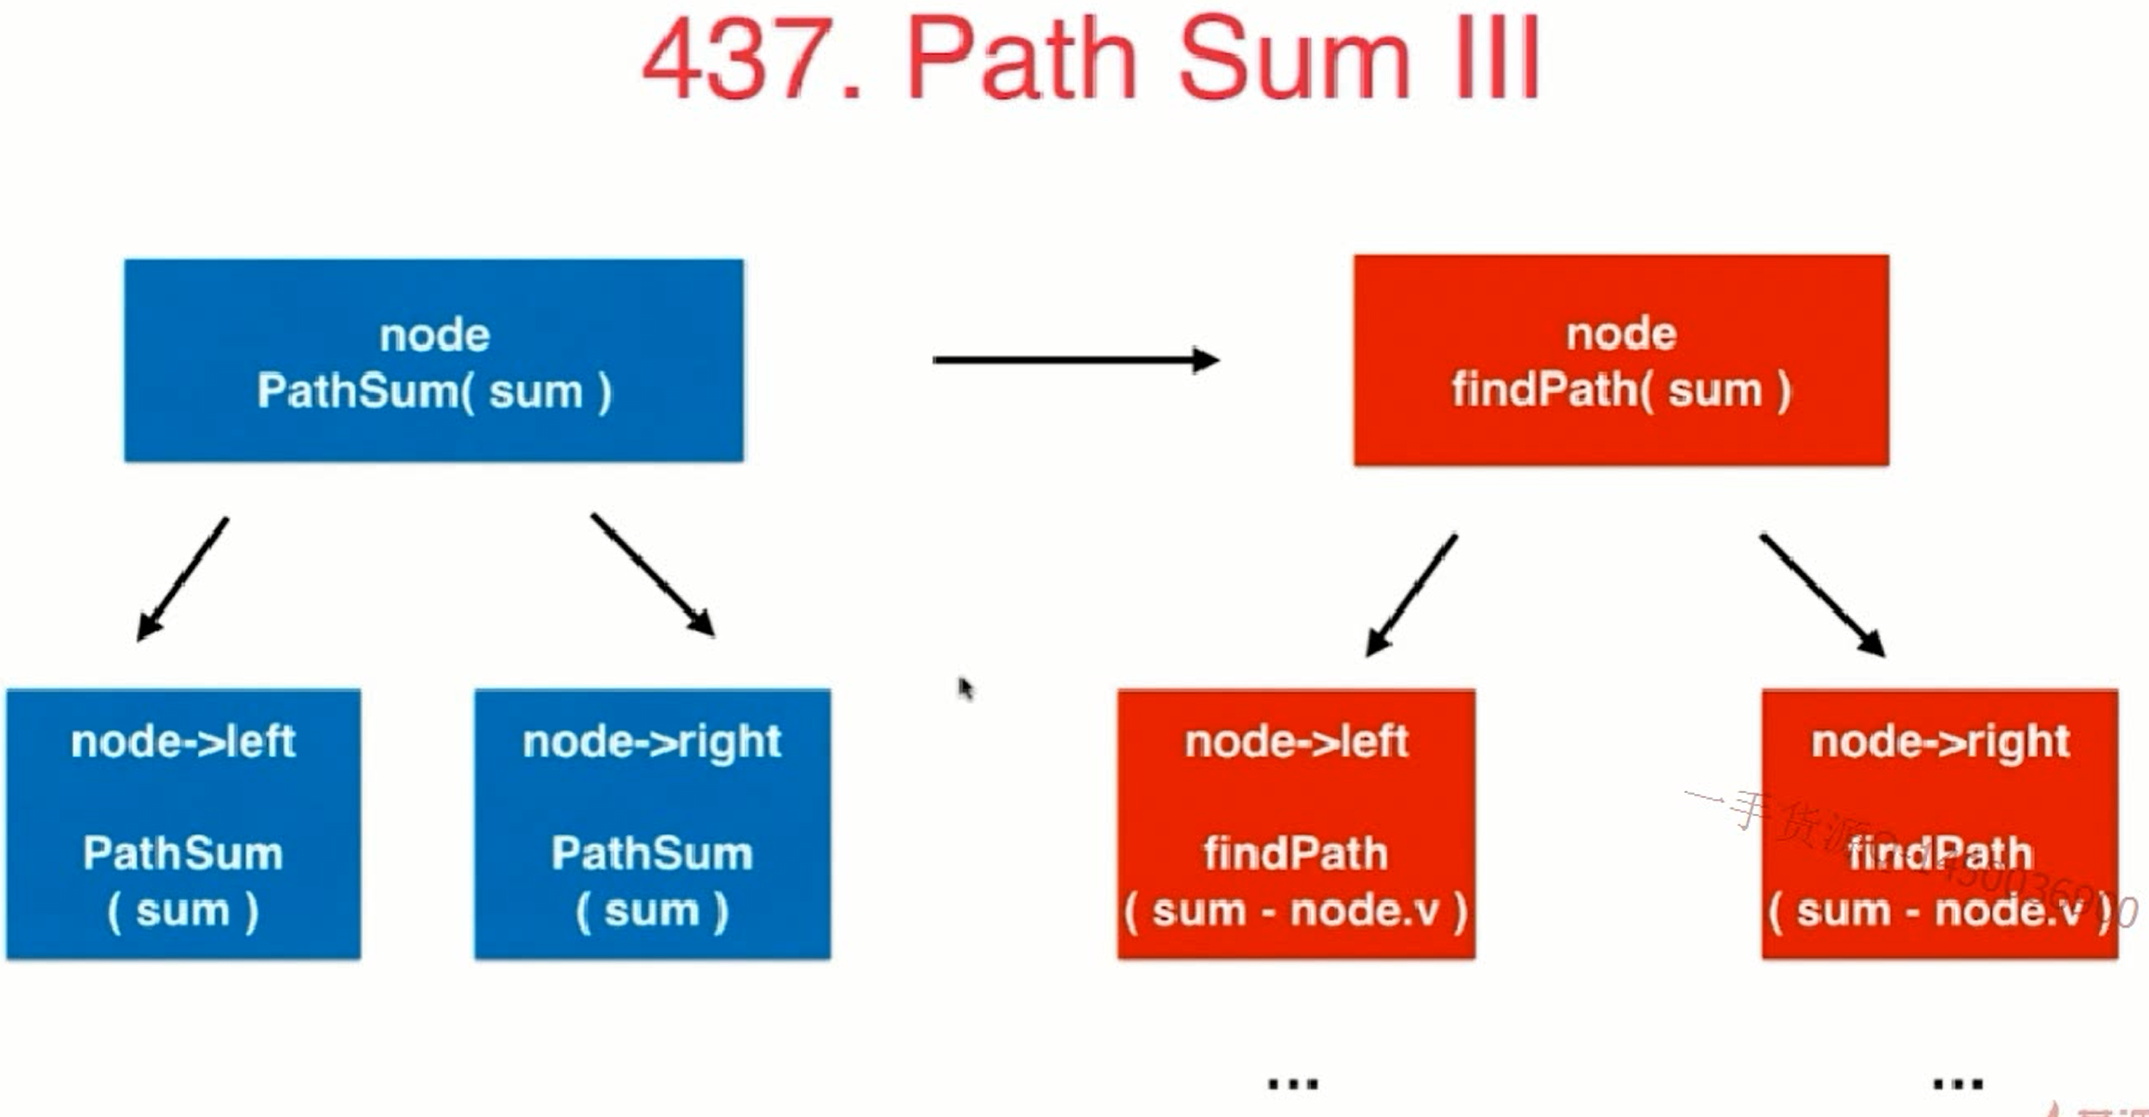 437. Path Sum III
node
PathSum( sum )
node
findPath( sum )
node->left
PathSum
( sum )
node->right
PathSum
( sum )
node->left
findPath
( sum - node.v )
node->right
findPath
( sum - node.v )
一手货源
...
...